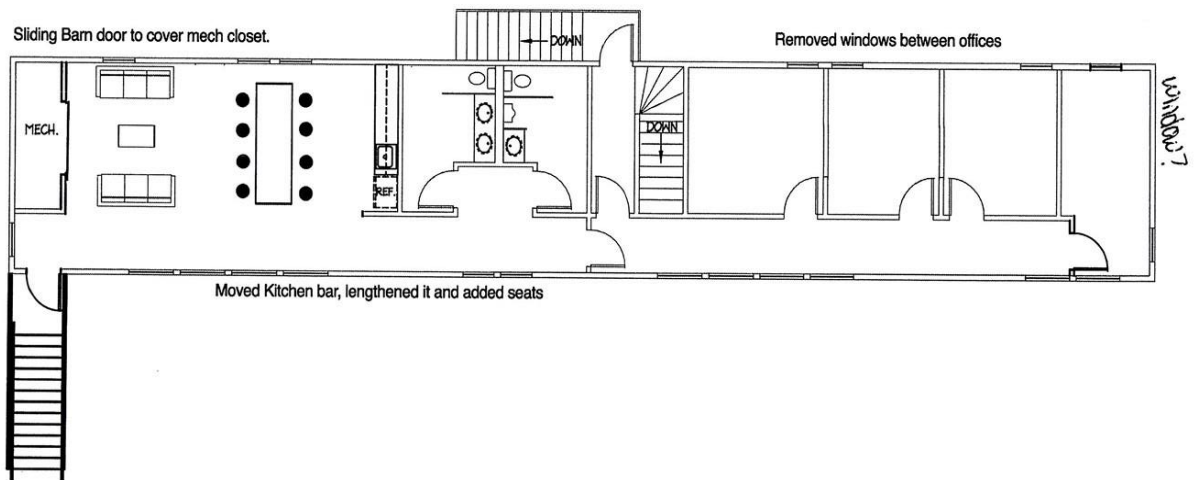 Sliding Barn door to cover mech closet.
DOWN
Removed windows between offices
MECH.
DOWN
window?
REF.
Moved Kitchen bar, lengthened it and added seats